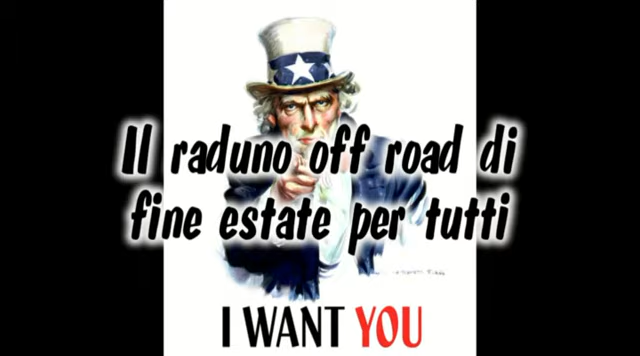 Il raduno off road di
fine estate per tutti
I WANT YOU